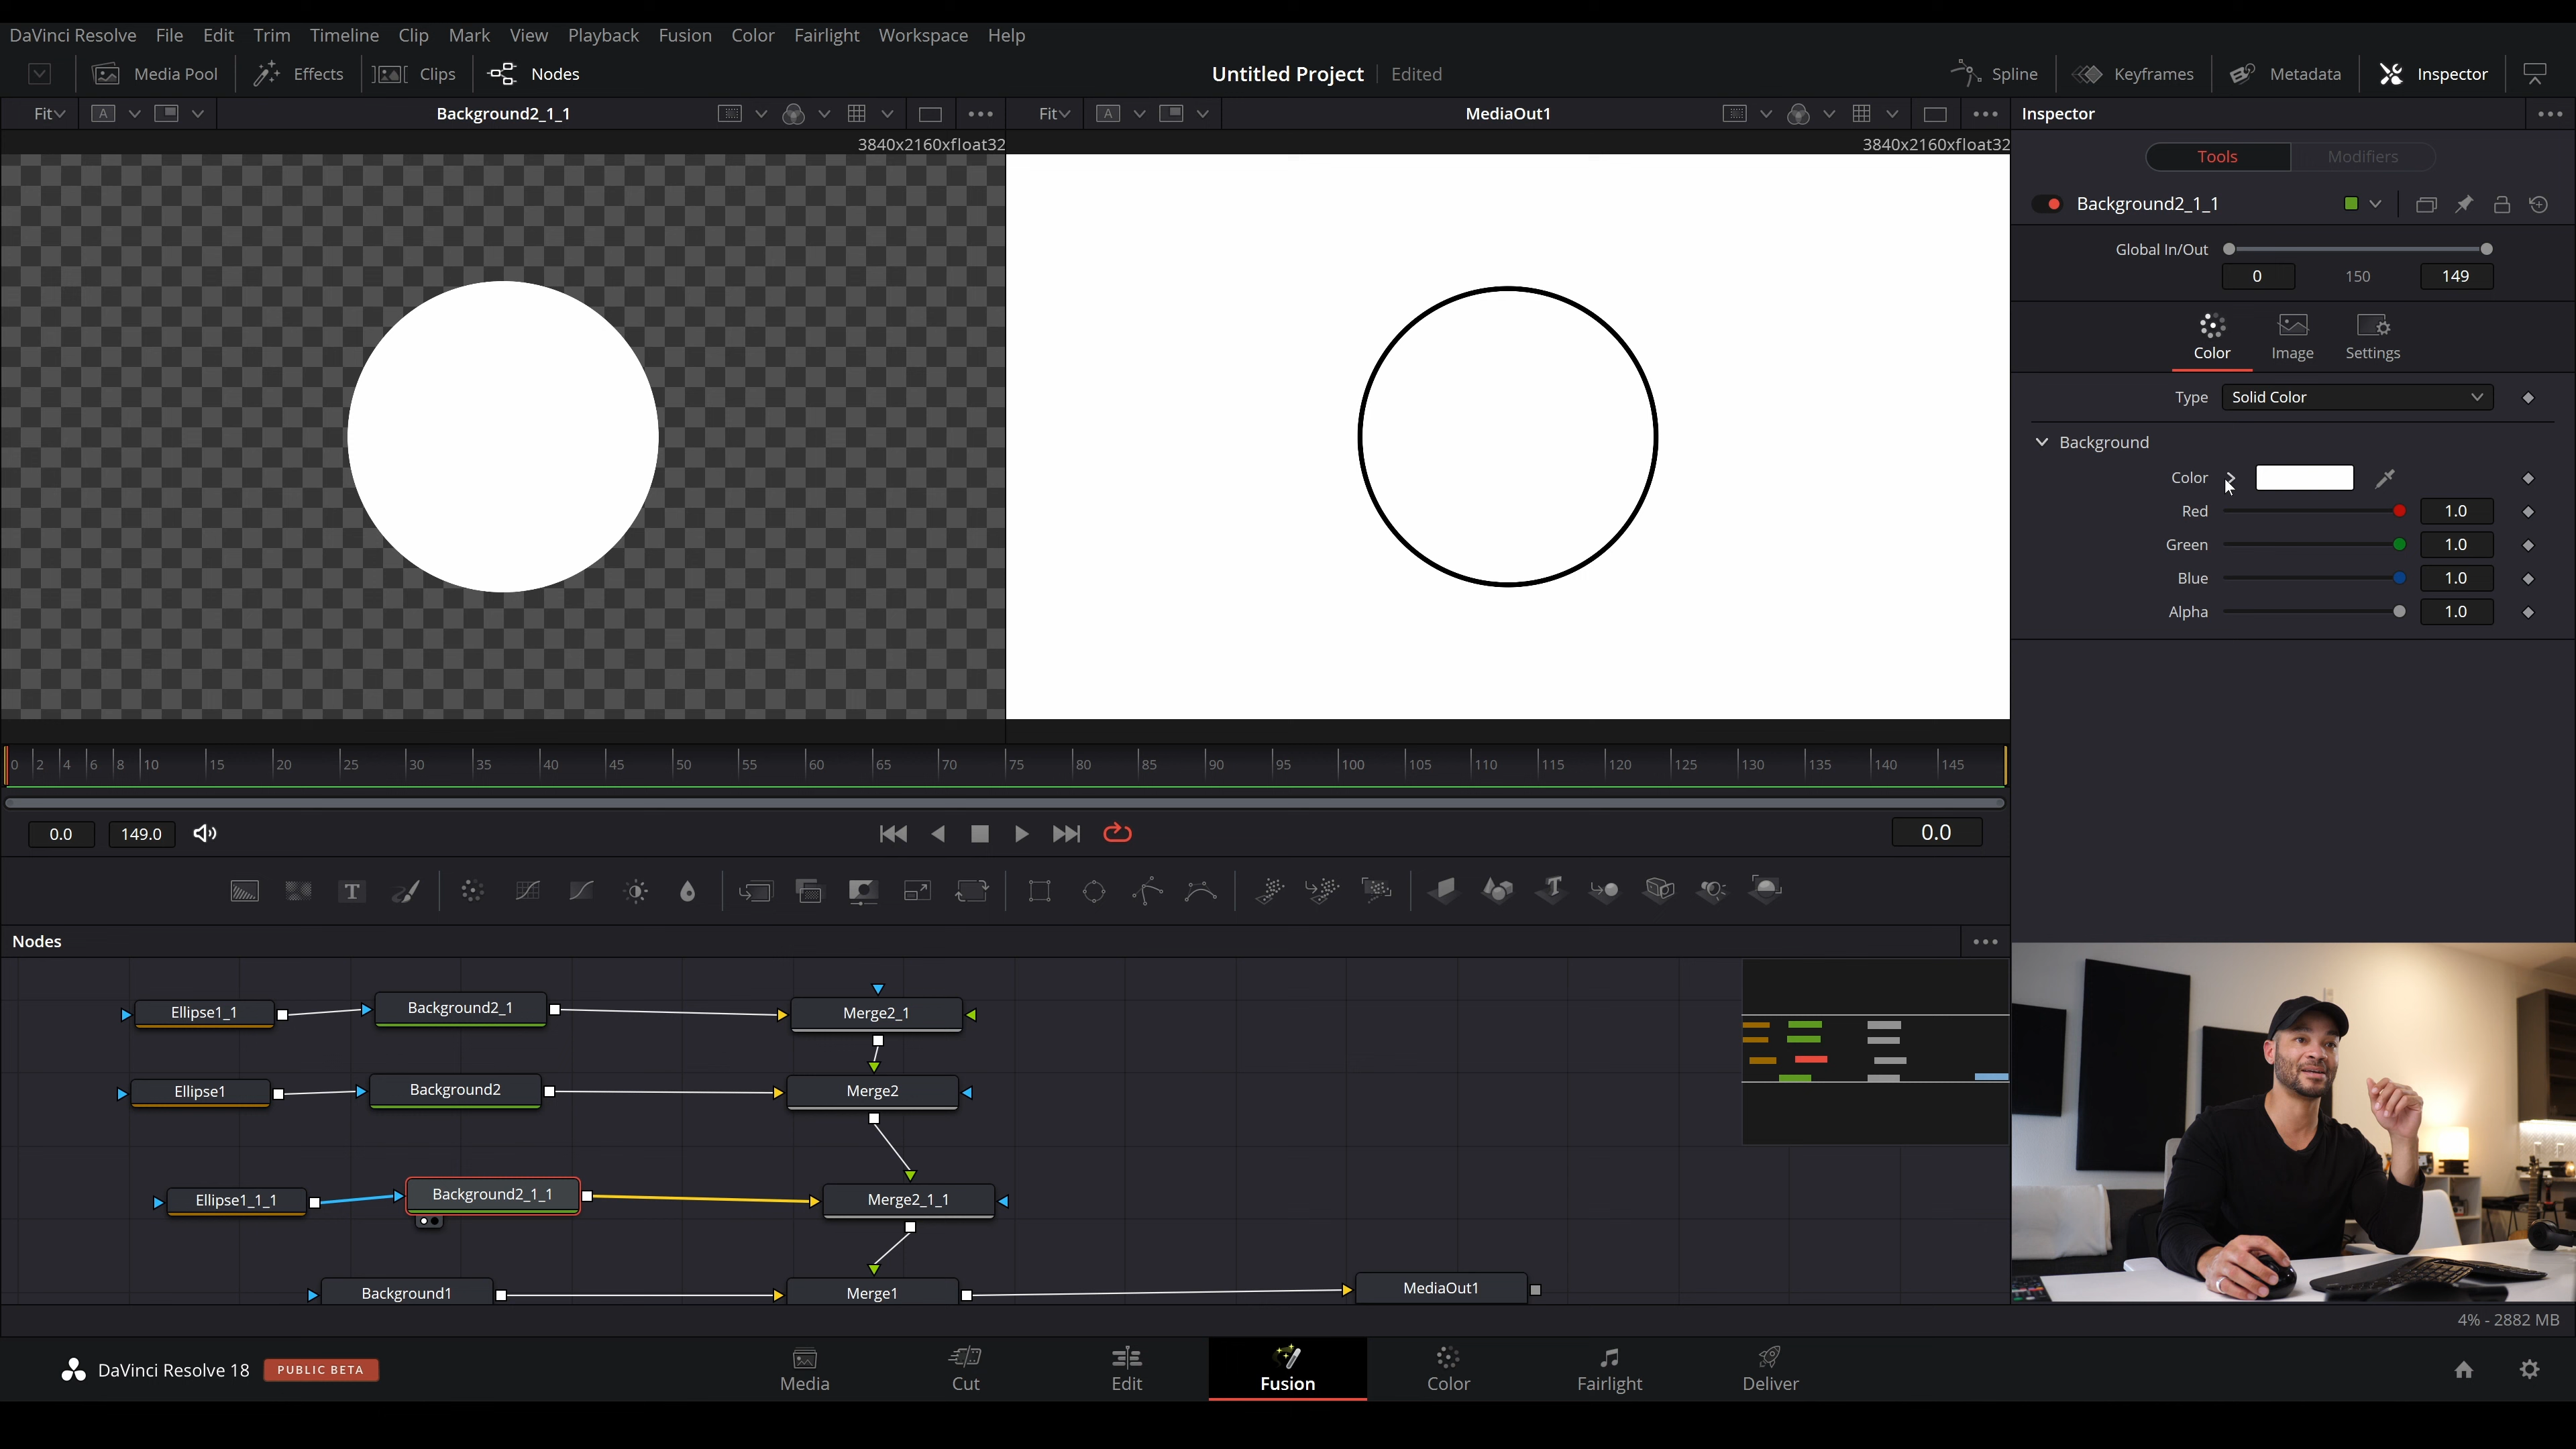 DaVinci Resolve File Edit Trim Timeline Clip Mark View Playback Fusion Color Fairlight Workspace Help
Media Pool Effects Clips Nodes Untitled Project Edited Spline Keyframes Metadata Inspector
Fit A Background2_1_1 Fit A MediaOut1 Inspector
3840x2160xfloat32 3840x2160xfloat32
Tools Modifiers
Background2_1_1
Global In/Out
0 150 149
Color Image Settings
Type Solid Color
Background
Color
Red 1.0
Green 1.0
Blue 1.0
Alpha 1.0
0 2 4 6 8 10 15 20 25 30 35 40 45 50 55 60 65 70 75 80 85 90 95 100 105 110 115 120 125 130 135 140 145
0.0 149.0 0.0
T T
Nodes
Ellipse1_1 Background2_1 Merge2_1
Ellipse1 Background2 Merge2
Ellipse1_1_1 Background2_1_1 Merge2_1_1
Background1 Merge1 MediaOut1
4% - 2882 MB
DaVinci Resolve 18 PUBLIC BETA Media Cut Edit Fusion Color Fairlight Deliver